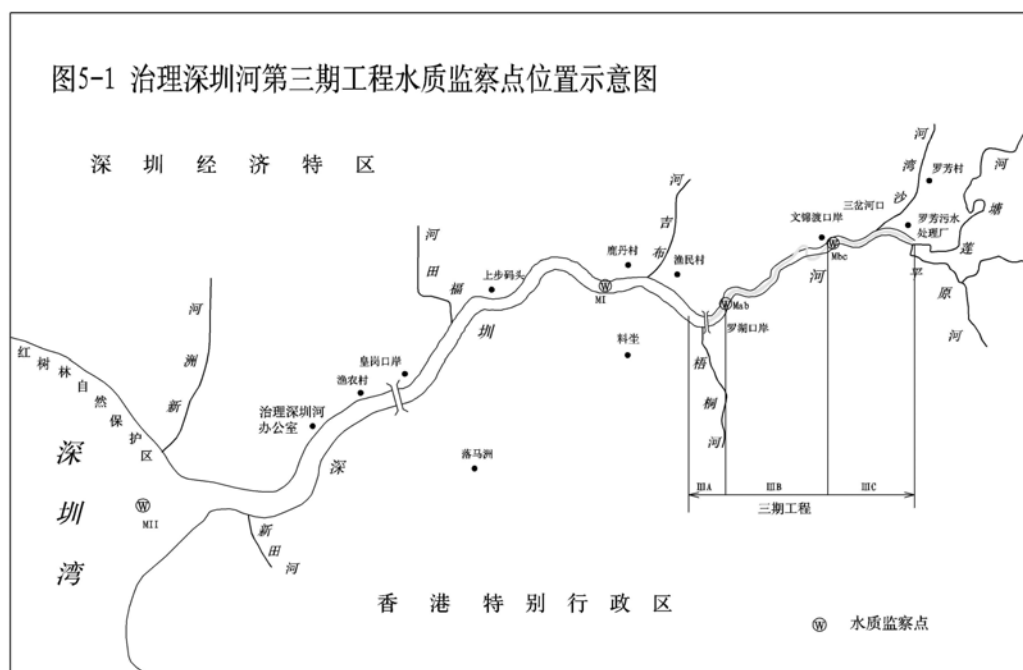 图5-1 治理深圳河第三期工程水质监察点位置示意图
深圳经济特区
河湾沙
罗芳村
河塘莲
三岔河口
罗芳污水
处理厂
文锦渡口岸
Mbc
平原河
河吉布
鹿丹村
渔民村
MI
Mab
罗湖口岸
河田福
上步码头
料坐
梧桐河
河洲新
皇岗口岸
渔农村
治理深圳河
办公室
深圳河
落马洲
红树林自然保护区
深圳湾
MII
新田河
IIIA
IIIB
IIIC
三期工程
香港特别行政区
水质监察点